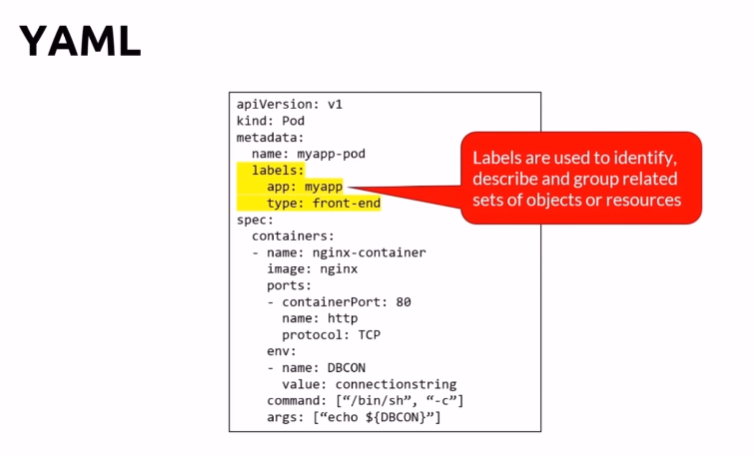 YAML
apiVersion: v1
kind: Pod
metadata:
  name: myapp-pod
  labels:
    app: myapp
    type: front-end
spec:
  containers:
  - name: nginx-container
    image: nginx
    ports:
    - containerPort: 80
      name: http
      protocol: TCP
    env:
    - name: DBCON
      value: connectionstring
    command: [“/bin/sh”, “-c”]
    args: [“echo ${DBCON}”]
Labels are used to identify,
describe and group related
sets of objects or resources